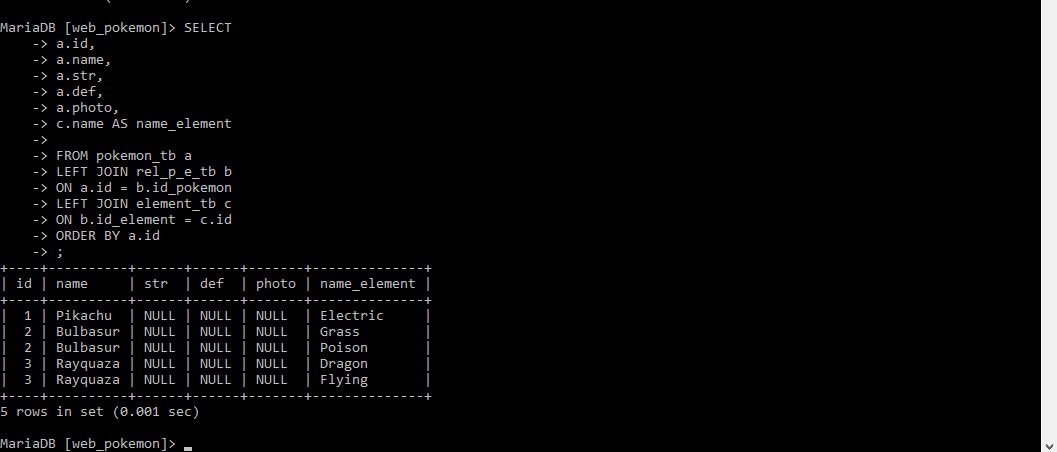 MariaDB [web_pokemon]> SELECT
    -> a.id,
    -> a.name,
    -> a.str,
    -> a.def,
    -> a.photo,
    -> c.name AS name_element
    ->
    -> FROM pokemon_tb a
    -> LEFT JOIN rel_p_e_tb b
    -> ON a.id = b.id_pokemon
    -> LEFT JOIN element_tb c
    -> ON b.id_element = c.id
    -> ORDER BY a.id
    -> ;
+----+----------+------+------+-------+--------------+
| id | name     | str  | def  | photo | name_element |
+----+----------+------+------+-------+--------------+
|  1 | Pikachu  | NULL | NULL | NULL  | Electric     |
|  2 | Bulbasur | NULL | NULL | NULL  | Grass        |
|  2 | Bulbasur | NULL | NULL | NULL  | Poison       |
|  3 | Rayquaza | NULL | NULL | NULL  | Dragon       |
|  3 | Rayquaza | NULL | NULL | NULL  | Flying       |
+----+----------+------+------+-------+--------------+
5 rows in set (0.001 sec)
MariaDB [web_pokemon]> _